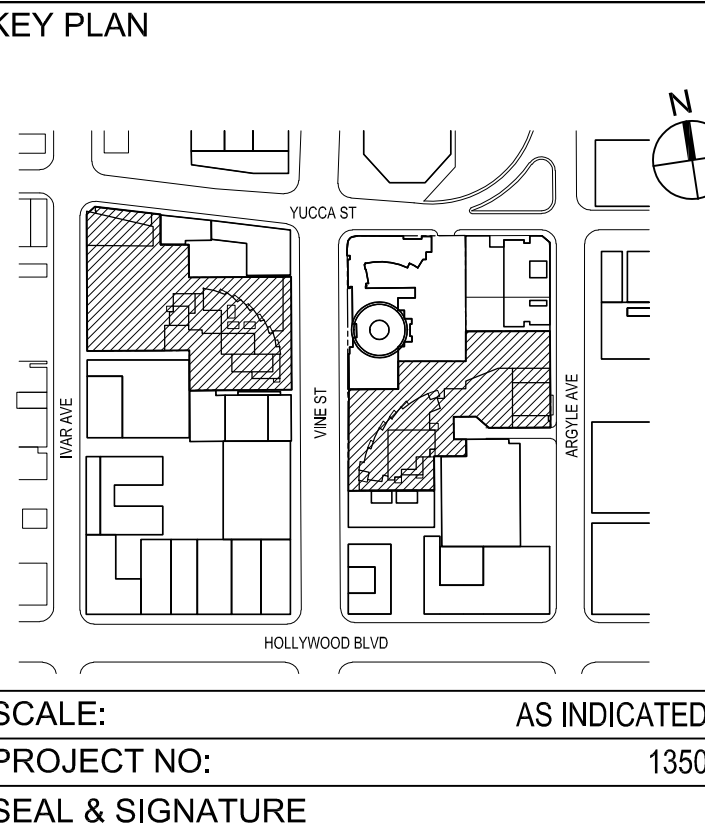 KEY PLAN
N
YUCCA ST
IVAR AVE
VINE ST
ARGYLE AVE
HOLLYWOOD BLVD
SCALE: AS INDICATED
PROJECT NO: 1350
SEAL & SIGNATURE